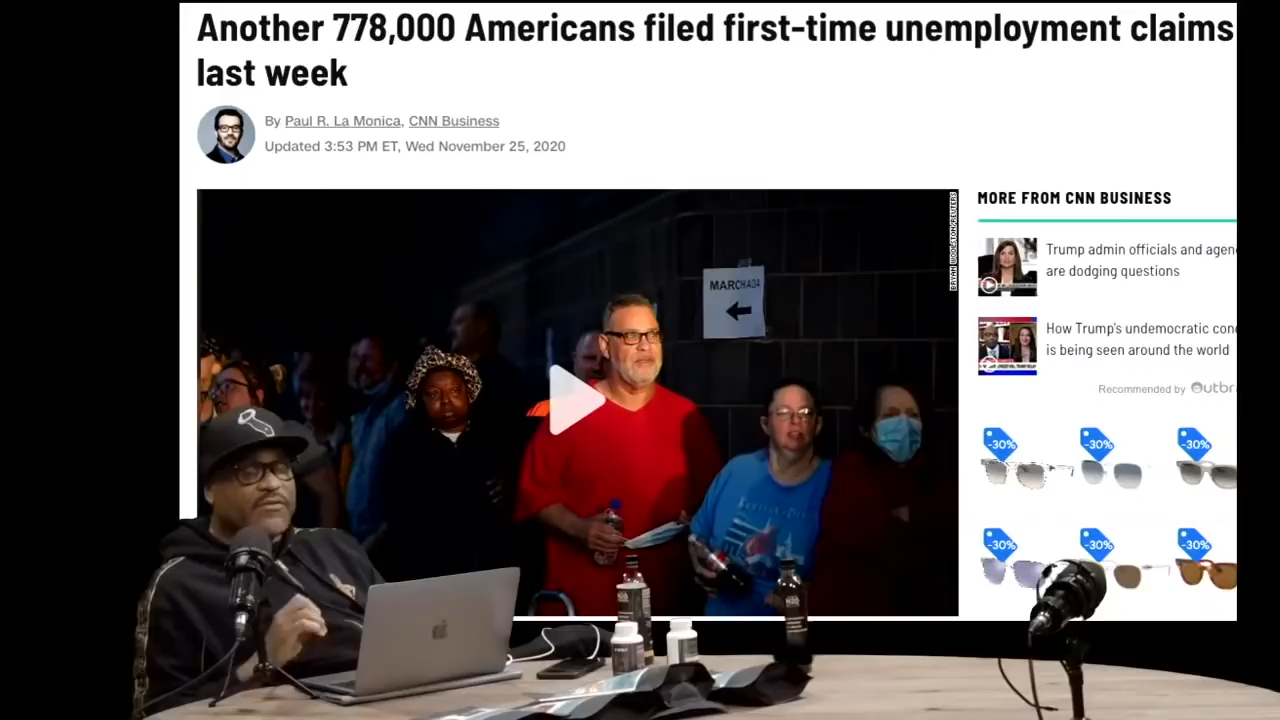 Another 778,000 Americans filed first-time unemployment claims
last week
By Paul R. La Monica, CNN Business
Updated 3:53 PM ET, Wed November 25, 2020
MORE FROM CNN BUSINESS
Trump admin officials and agen
are dodging questions
How Trump's undemocratic con
is being seen around the world
Recommended by Outbr
MARCHADA
-30%
-30%
-30%
-30%
-30%
-30%